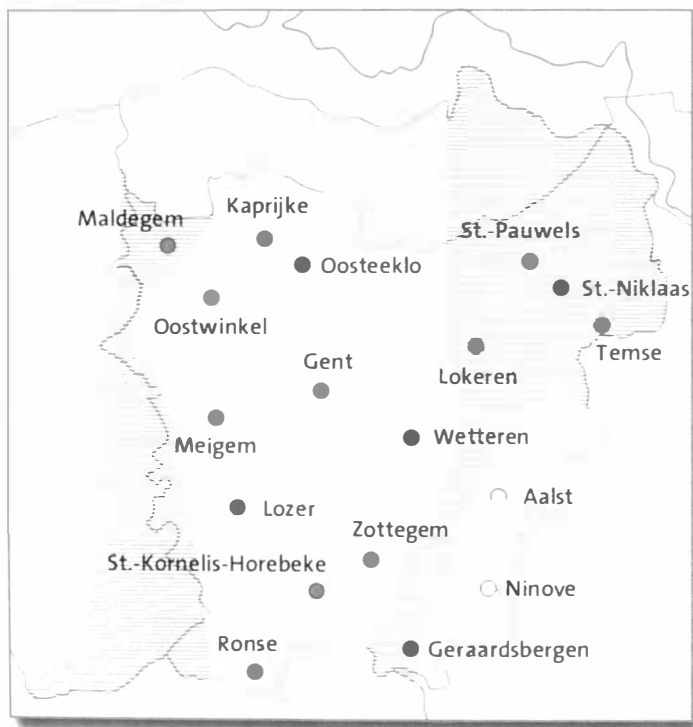 Maldegem
Kaprijke
St.-Pauwels
Oosteeklo
St.-Niklaas
Oostwinkel
Temse
Gent
Lokeren
Meigem
Wetteren
Aalst
Lozer
Zottegem
St.-Kornelis-Horebeke
Ninove
Ronse
Geraardsbergen